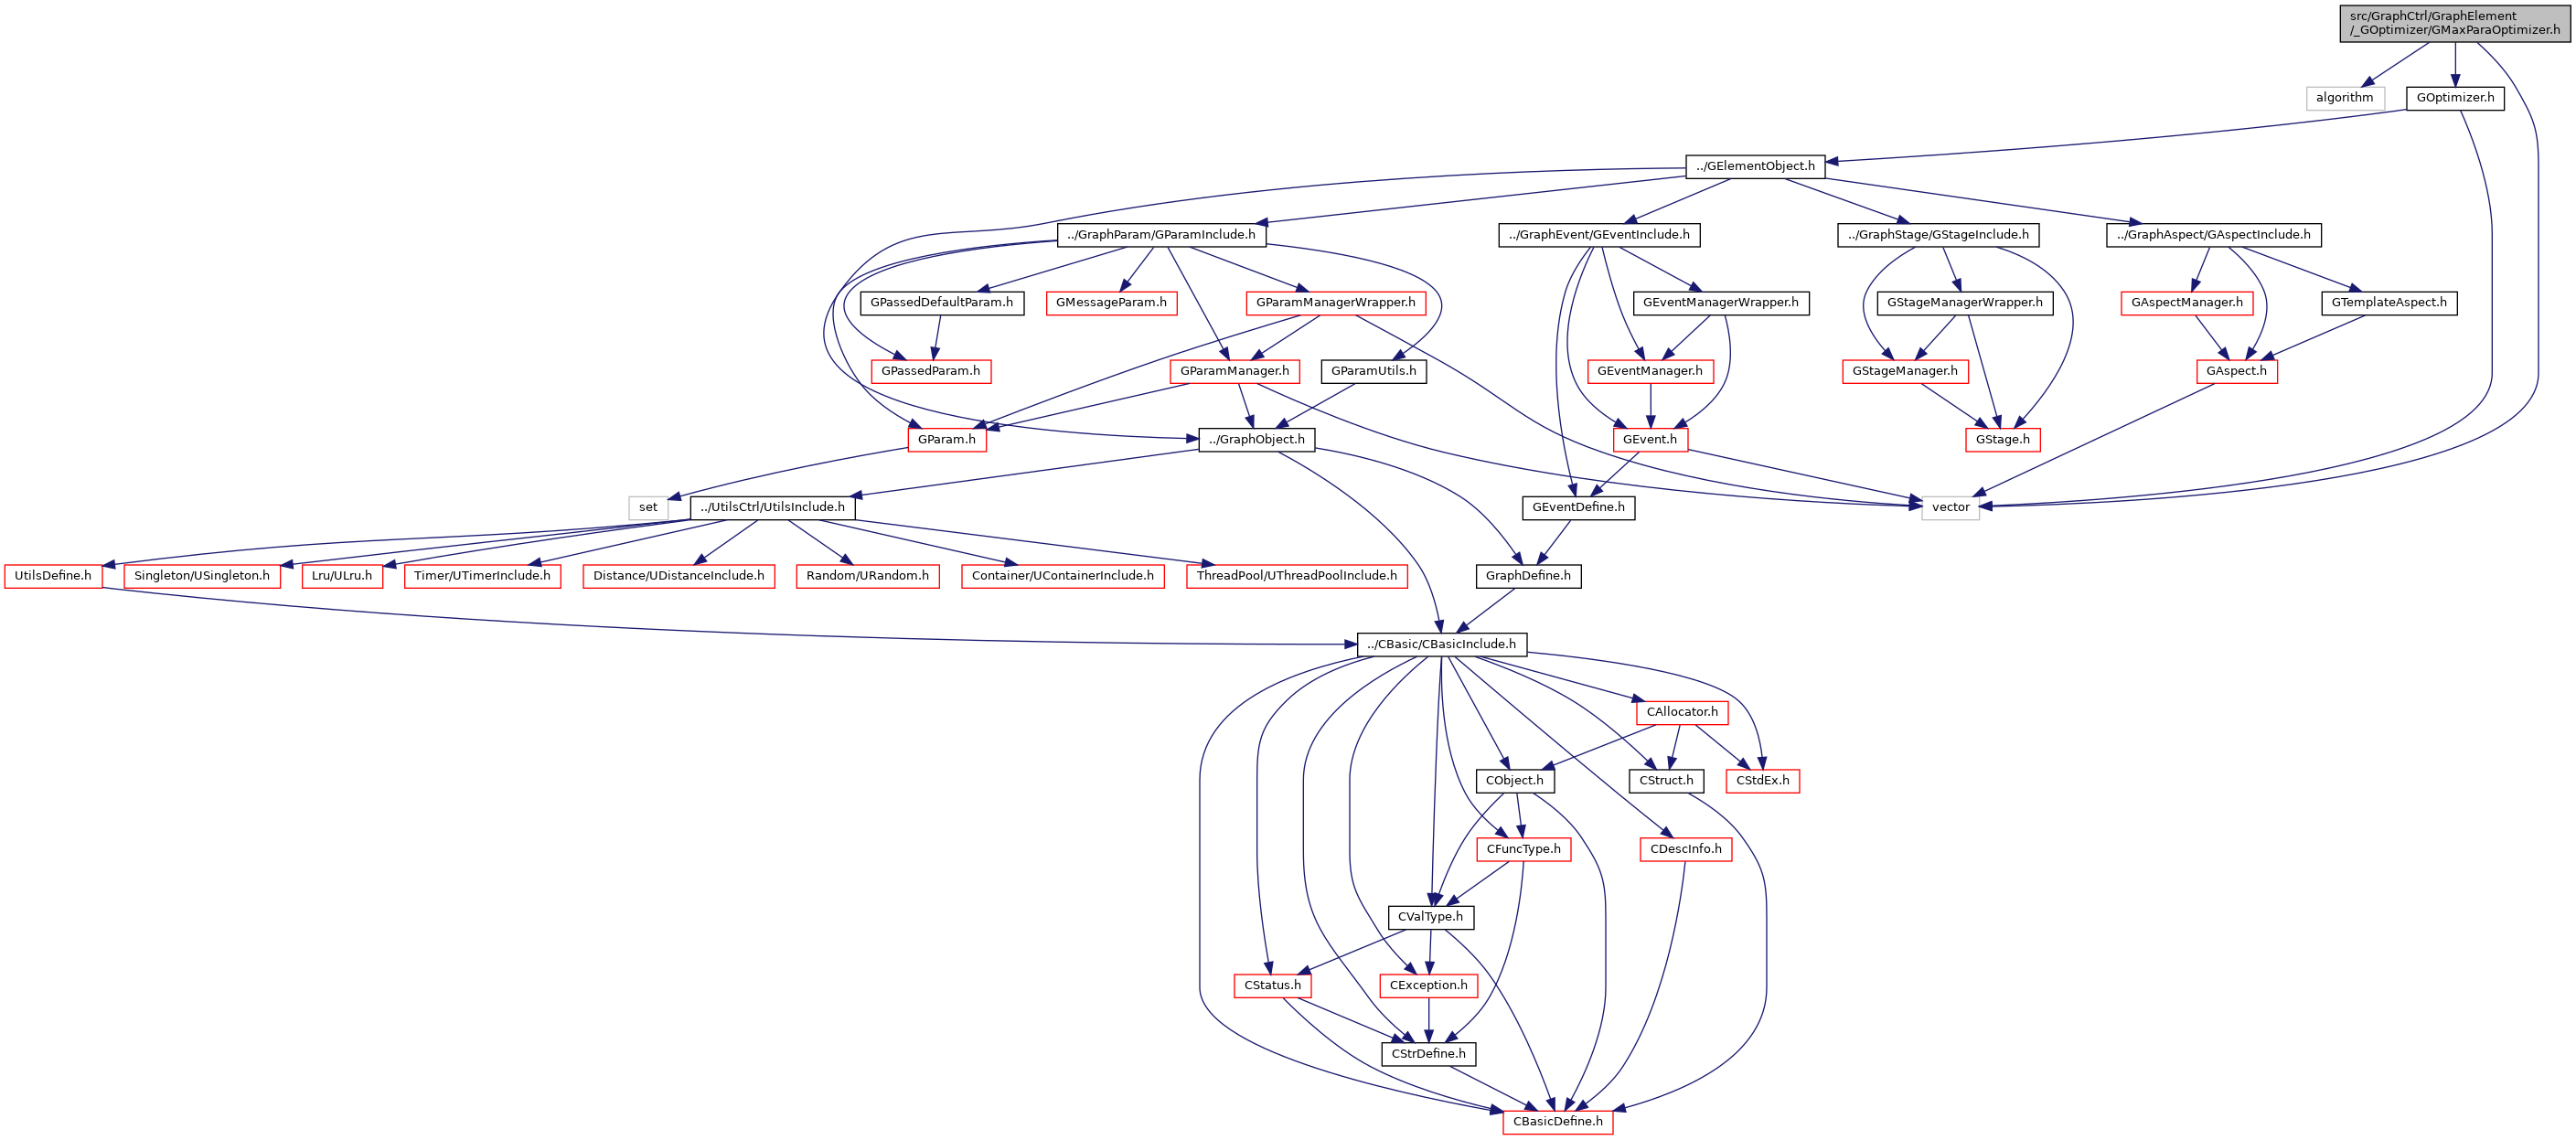 src/GraphCtrl/GraphElement
/_GOptimizer/GMaxParaOptimizer.h
algorithm
GOptimizer.h
../GElementObject.h
../GraphParam/GParamInclude.h
../GraphEvent/GEventInclude.h
../GraphStage/GStageInclude.h
../GraphAspect/GAspectInclude.h
GPassedDefaultParam.h
GMessageParam.h
GParamManagerWrapper.h
GEventManagerWrapper.h
GStageManagerWrapper.h
GAspectManager.h
GTemplateAspect.h
GPassedParam.h
GParamManager.h
GParamUtils.h
GEventManager.h
GStageManager.h
GAspect.h
GParam.h
../GraphObject.h
GEvent.h
GStage.h
set
../UtilsCtrl/UtilsInclude.h
GEventDefine.h
vector
UtilsDefine.h
Singleton/USingleton.h
Lru/ULru.h
Timer/UTimerInclude.h
Distance/UDistanceInclude.h
Random/URandom.h
Container/UContainerInclude.h
ThreadPool/UThreadPoolInclude.h
GraphDefine.h
../CBasic/CBasicInclude.h
CAllocator.h
CObject.h
CStruct.h
CStdEx.h
CFuncType.h
CDescInfo.h
CValType.h
CStatus.h
CException.h
CStrDefine.h
CBasicDefine.h